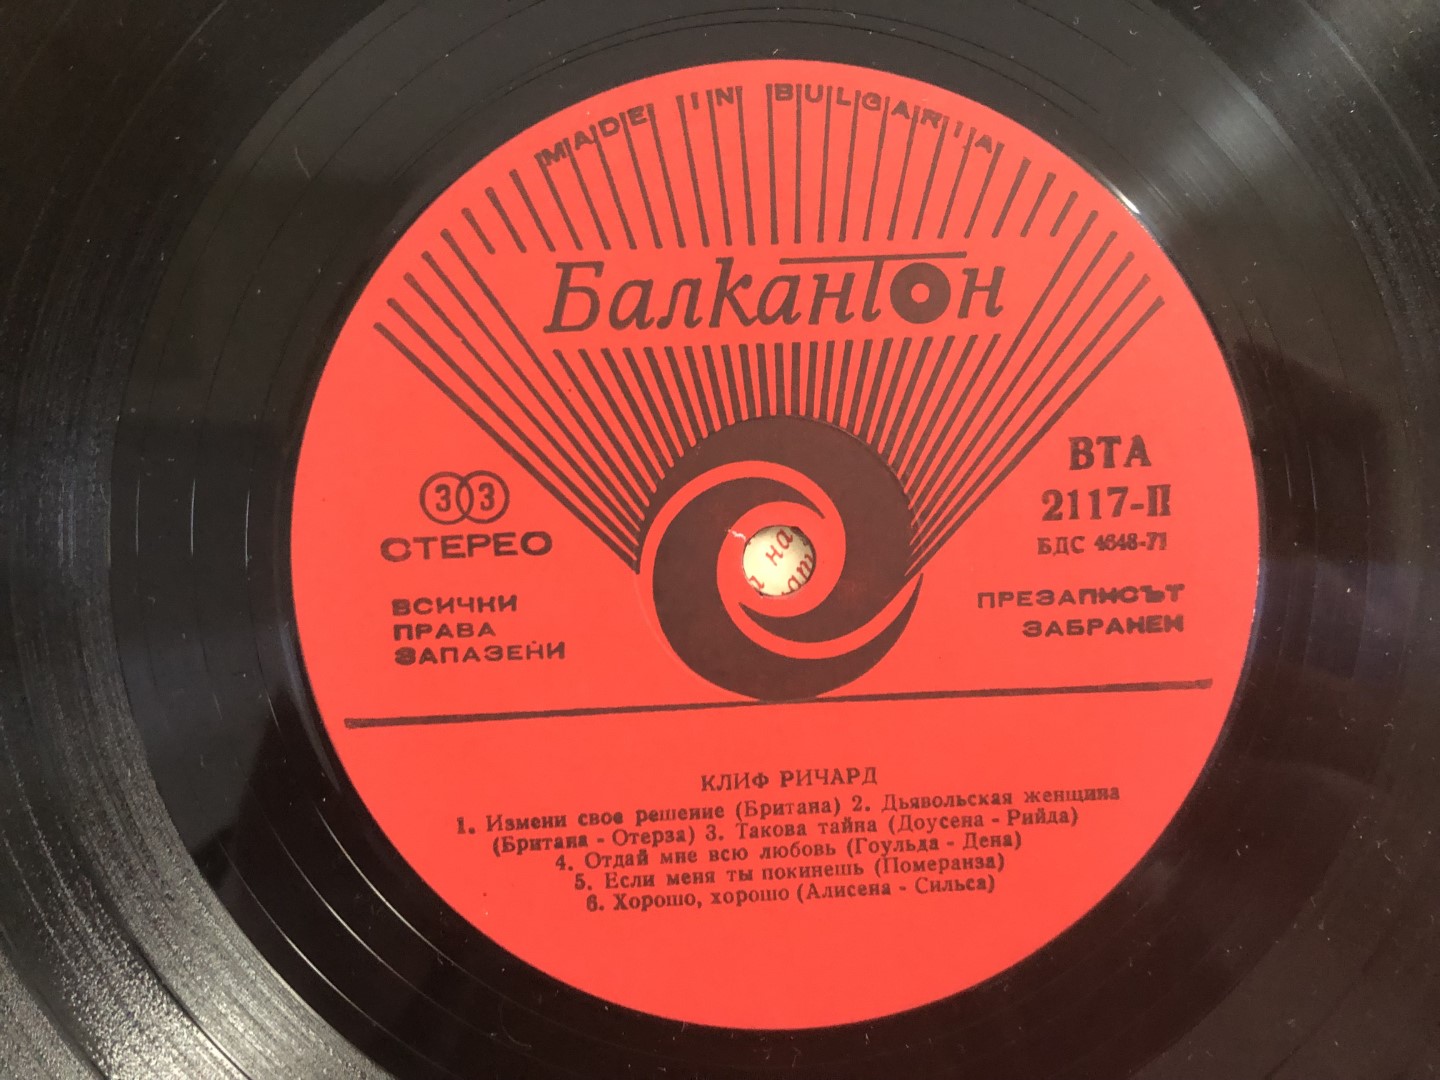 MADE IN BULGARIA
Балкантон
33
СТЕРЕО
ВСИЧКИ
ПРАВА
ЗАПАЗЕНИ
ВТА
2117-II
БДС 4648-71
ПРЕЗАПИСЪТ
ЗАБРАНЕН
на
КЛИФ РИЧАРД
1. Измени свое решение (Британа) 2. Дьявольская женщина
(Британа - Отерза) 3. Такова тайна (Доусена - Рийда)
4. Отдай мне всю любовь (Гоульда - Дена)
5. Если меня ты покинешь (Померанза)
6. Хорошо, хорошо (Алисена - Сильса)